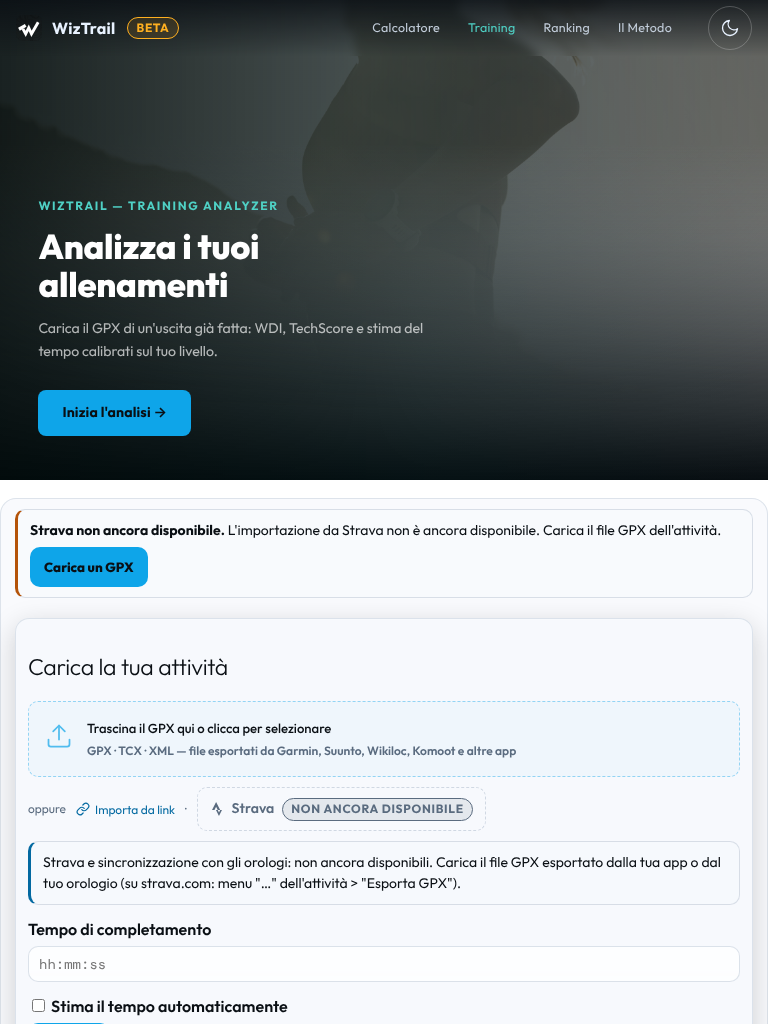 WizTrail BETA Calcolatore Training Ranking Il Metodo
WIZTRAIL — TRAINING ANALYZER
Analizza i tuoi
allenamenti
Carica il GPX di un'uscita già fatta: WDI, TechScore e stima del
tempo calibrati sul tuo livello.
Inizia l'analisi →
Strava non ancora disponibile. L'importazione da Strava non è ancora disponibile. Carica il file GPX dell'attività.
Carica un GPX
Carica la tua attività
Trascina il GPX qui o clicca per selezionare
GPX · TCX · XML — file esportati da Garmin, Suunto, Wikiloc, Komoot e altre app
oppure Importa da link · Strava NON ANCORA DISPONIBILE
Strava e sincronizzazione con gli orologi: non ancora disponibili. Carica il file GPX esportato dalla tua app o dal
tuo orologio (su strava.com: menu "…" dell'attività > "Esporta GPX").
Tempo di completamento
hh:mm:ss
Stima il tempo automaticamente